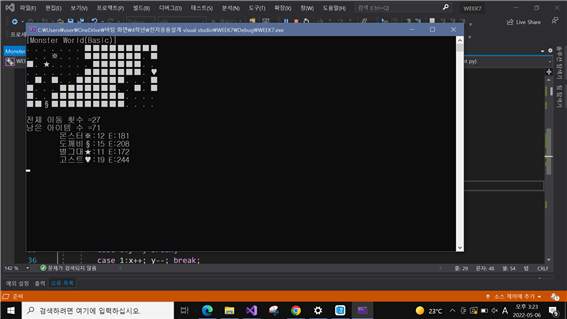 파일(F) 편집(E) 보기(V) 프로젝트(P) 빌드(B) 디버그(D) 테스트(S) 분석(N) 도구(T) 확장(X) 창(W) 도움말(H) 검색(Ctrl+Q) WEEK7
Live Share
C:\Users\user\OneDrive\바탕 화면\4학년\전자응용설계 visual studio\WEEK7\Debug\WEEK7.exe
Monster
[Monster World(Basic)]
전체 이동 횟수 =27
남은 아이템 수 =71
몬스터※:12 E:181
도깨비§:15 E:208
별그대★:11 E:172
고스트♥:19 E:244
36 case 1:x++; y--; break;
142 % 문제가 검색되지 않음 줄: 29 문자: 48 열: 54 탭 CRLF
예외 설정 출력 오류 목록
준비 소스 제어에 추가
검색하려면 여기에 입력하십시오. 23°C A 오후 3:23
2022-05-06